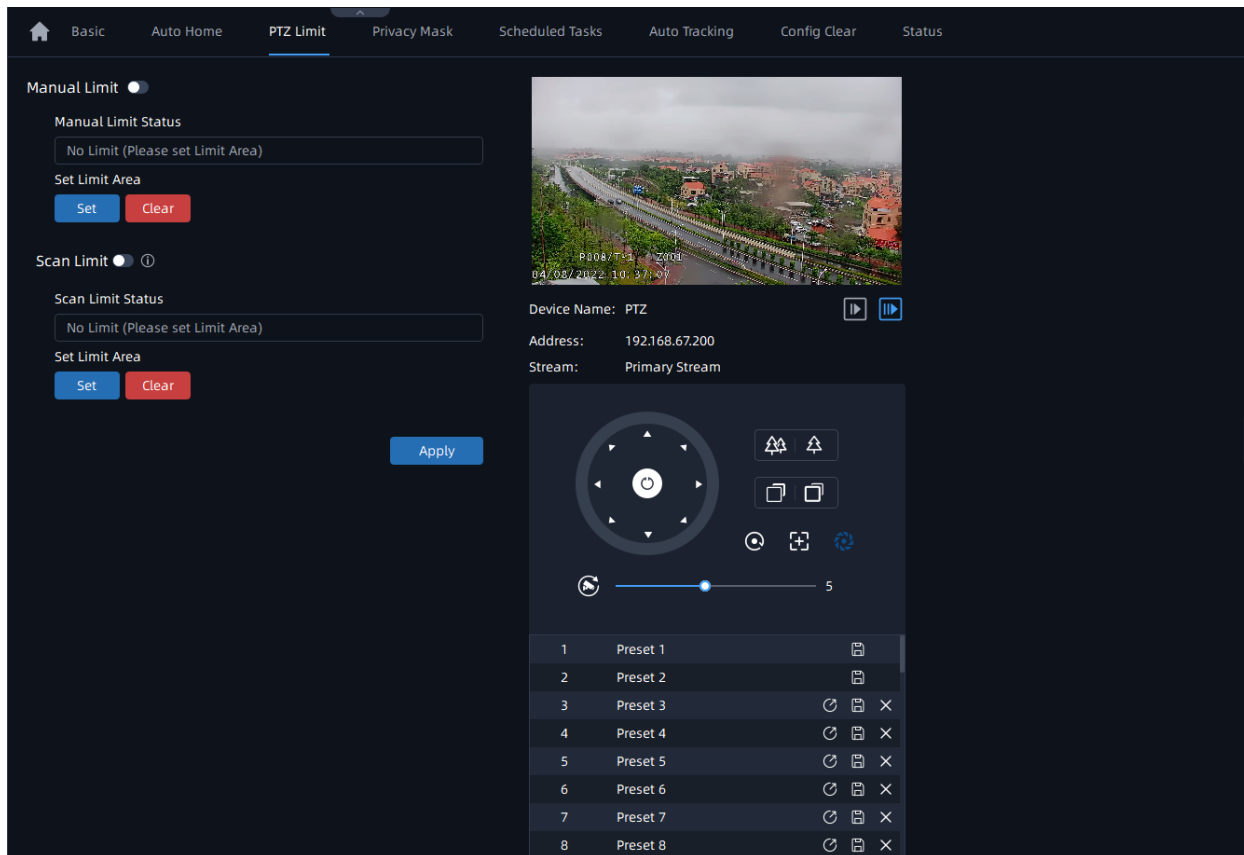 Basic Auto Home PTZ Limit Privacy Mask Scheduled Tasks Auto Tracking Config Clear Status
Manual Limit
Manual Limit Status
No Limit (Please set Limit Area)
Set Limit Area
Set Clear
Scan Limit
Scan Limit Status
No Limit (Please set Limit Area)
Set Limit Area
Set Clear
Apply
04/08/2022 10:37:07
Device Name: PTZ
Address: 192.168.67.200
Stream: Primary Stream
5
1 Preset 1
2 Preset 2
3 Preset 3
4 Preset 4
5 Preset 5
6 Preset 6
7 Preset 7
8 Preset 8